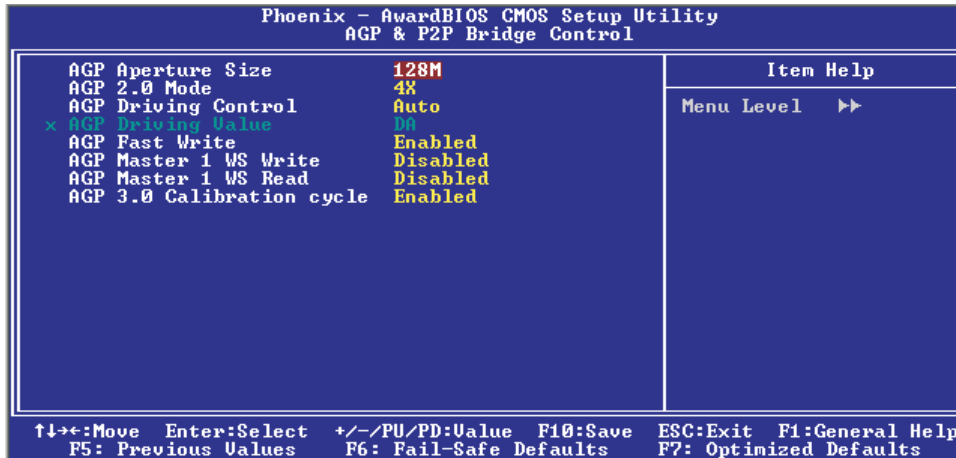 Phoenix - AwardBIOS CMOS Setup Utility
AGP & P2P Bridge Control
AGP Aperture Size 128M
AGP 2.0 Mode 4X
AGP Driving Control Auto
x AGP Driving Value DA
AGP Fast Write Enabled
AGP Master 1 WS Write Disabled
AGP Master 1 WS Read Disabled
AGP 3.0 Calibration cycle Enabled
Item Help
Menu Level ►►
↑↓→←:Move Enter:Select +/-/PU/PD:Value F10:Save ESC:Exit F1:General Help
F5: Previous Values F6: Fail-Safe Defaults F7: Optimized Defaults